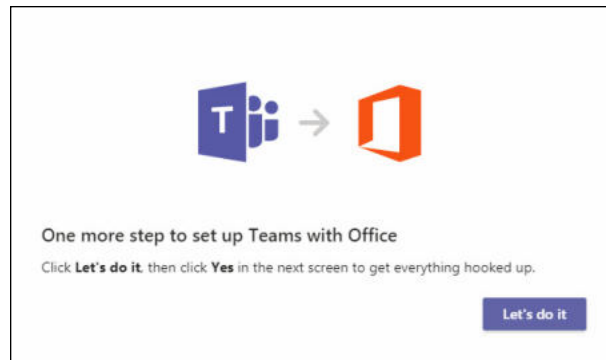 T
One more step to set up Teams with Office
Click Let's do it, then click Yes in the next screen to get everything hooked up.
Let's do it